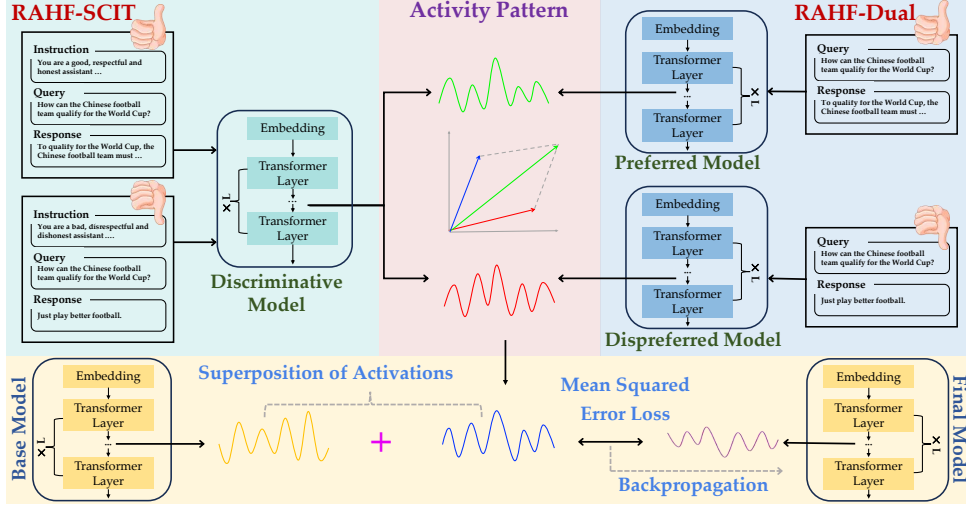 RAHF-SCIT
Instruction
You are a good, respectful and
honest assistant ...
Query
How can the Chinese football
team qualify for the World Cup?
Response
To qualify for the World Cup, the
Chinese football team must ...
Instruction
You are a bad, disrespectful and
dishonest assistant ....
Query
How can the Chinese football
team qualify for the World Cup?
Response
Just play better football.
Embedding
Transformer
Layer
...
Transformer
Layer
× L
Discriminative
Model
Activity Pattern
RAHF-Dual
Embedding
Transformer
Layer
...
Transformer
Layer
× L
Preferred Model
Query
How can the Chinese football
team qualify for the World Cup?
Response
To qualify for the World Cup, the
Chinese football team must ...
Embedding
Transformer
Layer
...
Transformer
Layer
× L
Dispreferred Model
Query
How can the Chinese football
team qualify for the World Cup?
Response
Just play better football.
Base Model
Embedding
Transformer
Layer
...
Transformer
Layer
× L
Superposition of Activations
+
Mean Squared
Error Loss
Backpropagation
Embedding
Transformer
Layer
...
Transformer
Layer
× L
Final Model